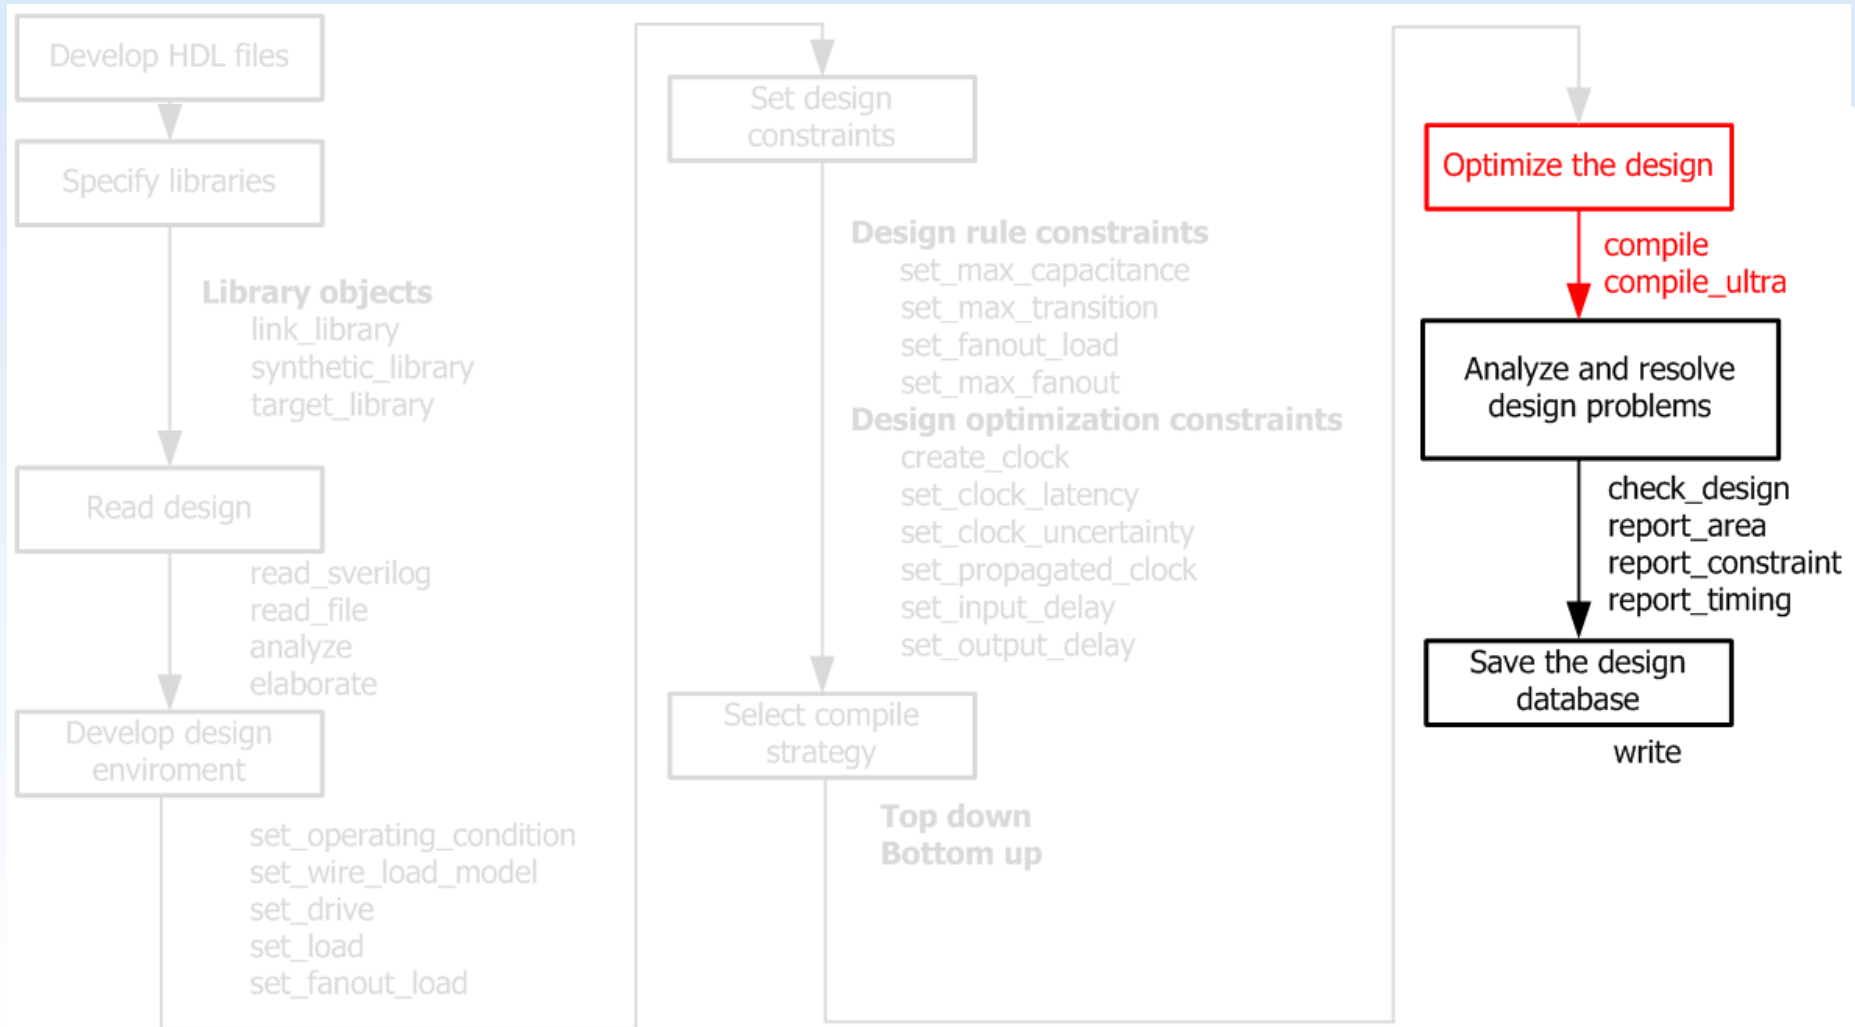 Develop HDL files
Specify libraries
Library objects
link_library
synthetic_library
target_library
Read design
read_sverilog
read_file
analyze
elaborate
Develop design
enviroment
set_operating_condition
set_wire_load_model
set_drive
set_load
set_fanout_load
Set design
constraints
Design rule constraints
set_max_capacitance
set_max_transition
set_fanout_load
set_max_fanout
Design optimization constraints
create_clock
set_clock_latency
set_clock_uncertainty
set_propagated_clock
set_input_delay
set_output_delay
Select compile
strategy
Top down
Bottom up
Optimize the design
compile
compile_ultra
Analyze and resolve
design problems
check_design
report_area
report_constraint
report_timing
Save the design
database
write